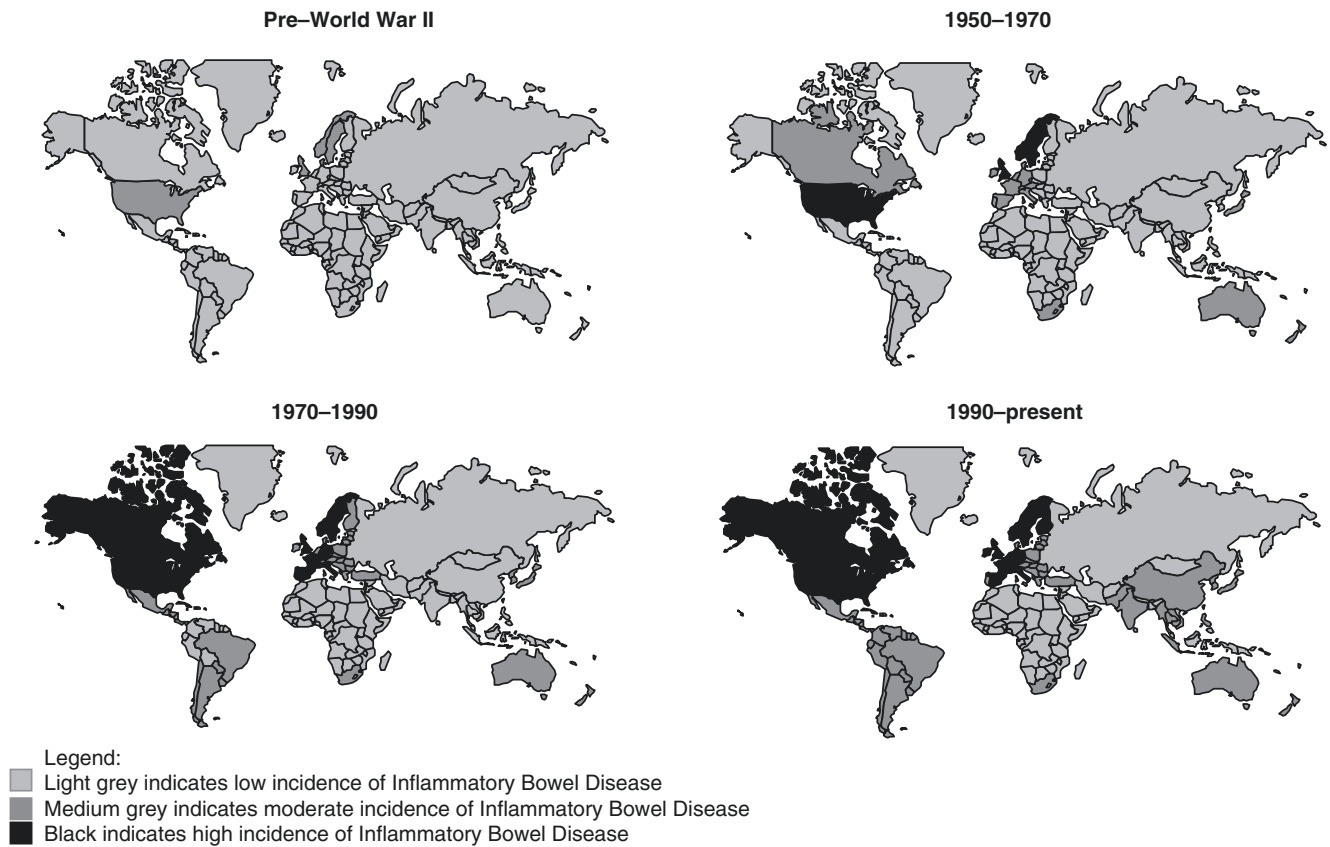 Pre–World War II
1950–1970
1970–1990
1990–present
Legend:
Light grey indicates low incidence of Inflammatory Bowel Disease
Medium grey indicates moderate incidence of Inflammatory Bowel Disease
Black indicates high incidence of Inflammatory Bowel Disease